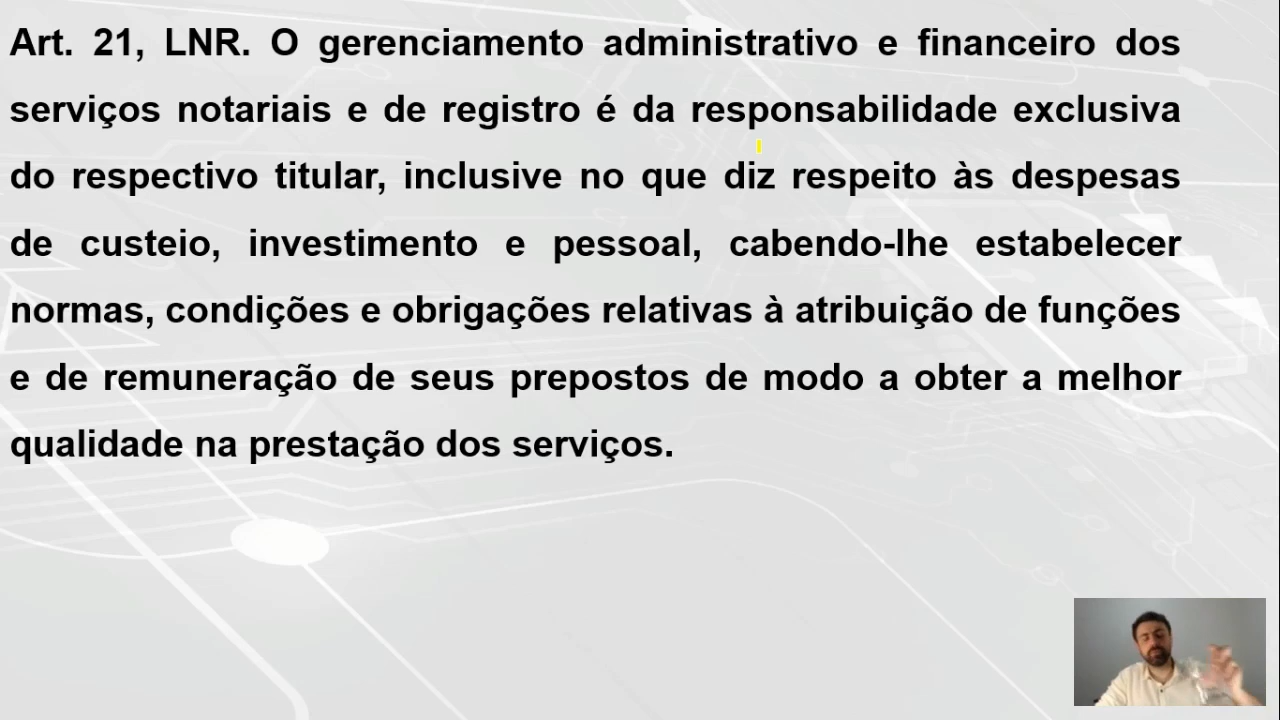 Art. 21, LNR. O gerenciamento administrativo e financeiro dos
serviços notariais e de registro é da responsabilidade exclusiva
do respectivo titular, inclusive no que diz respeito às despesas
de custeio, investimento e pessoal, cabendo-lhe estabelecer
normas, condições e obrigações relativas à atribuição de funções
e de remuneração de seus prepostos de modo a obter a melhor
qualidade na prestação dos serviços.